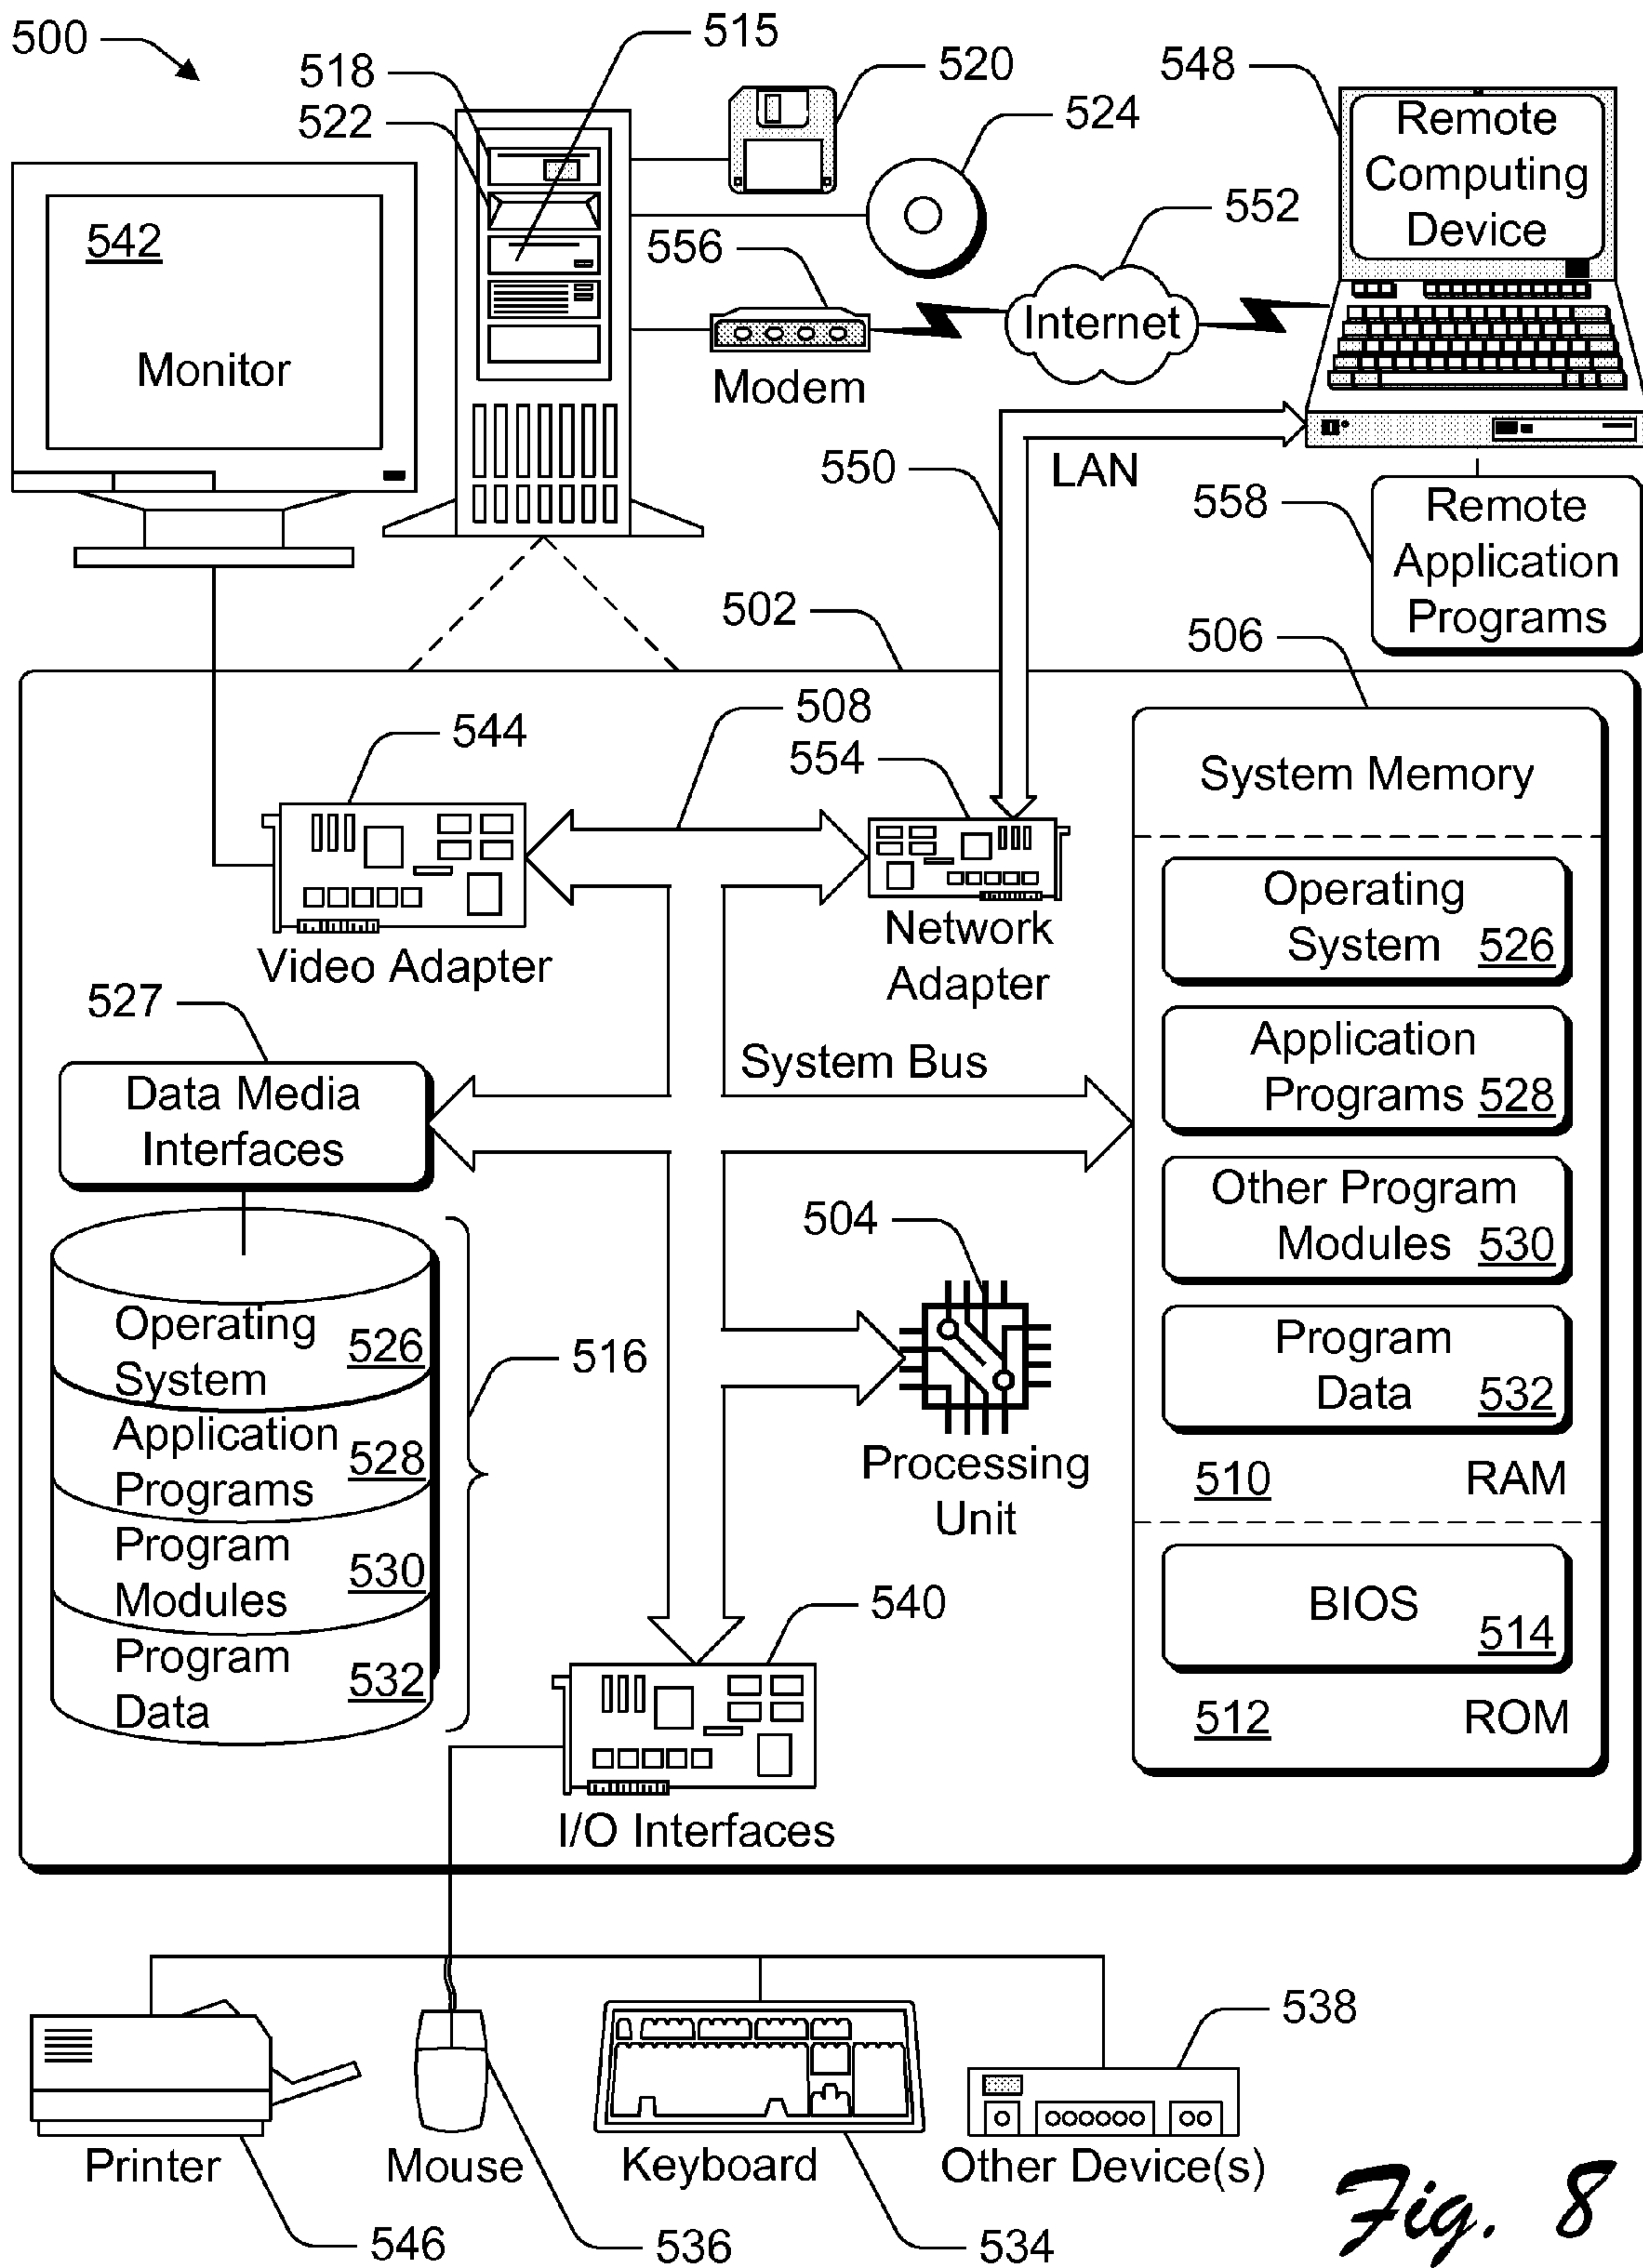 500
518
522
515
520
524
548
Remote
Computing
Device
542
Monitor
556
Modem
552
Internet
550
LAN
558
Remote
Application
Programs
502
506
544
Video Adapter
508
554
Network
Adapter
System Memory
Operating
System 526
Application
Programs 528
Other Program
Modules 530
Program
Data 532
510 RAM
BIOS
514
512 ROM
527
Data Media
Interfaces
System Bus
504
Processing
Unit
Operating
System 526
Application
Programs 528
Program
Modules 530
Program
Data 532
516
540
I/O Interfaces
538
Printer
Mouse
Keyboard
Other Device(s)
546
536
534
Fig. 8